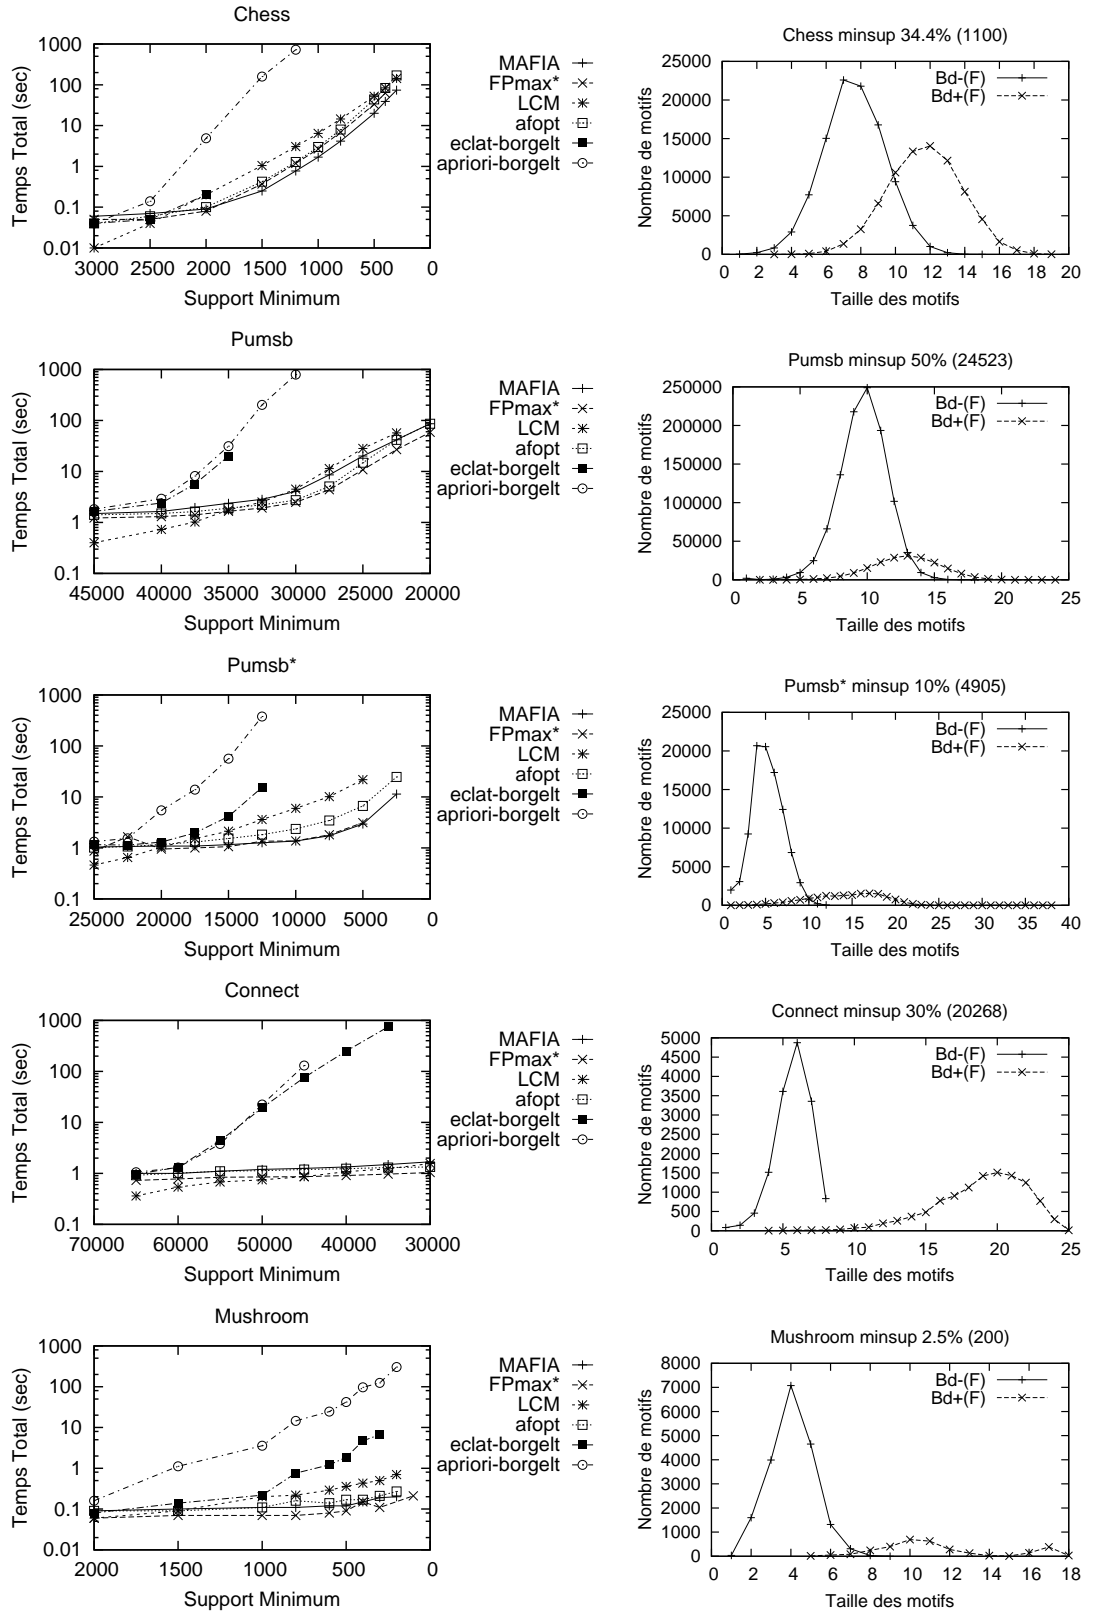 Chess
Temps Total (sec)
1000
100
10
1
0.1
0.01
3000 2500 2000 1500 1000 500 0
Support Minimum
MAFIA
FPmax*
LCM
afopt
eclat-borgelt
apriori-borgelt
Chess minsup 34.4% (1100)
Nombre de motifs
25000
20000
15000
10000
5000
0
0 2 4 6 8 10 12 14 16 18 20
Taille des motifs
Bd-(F)
Bd+(F)
Pumsb
Temps Total (sec)
1000
100
10
1
0.1
45000 40000 35000 30000 25000 20000
Support Minimum
MAFIA
FPmax*
LCM
afopt
eclat-borgelt
apriori-borgelt
Pumsb minsup 50% (24523)
Nombre de motifs
250000
200000
150000
100000
50000
0
0 5 10 15 20 25
Taille des motifs
Bd-(F)
Bd+(F)
Pumsb*
Temps Total (sec)
1000
100
10
1
0.1
25000 20000 15000 10000 5000 0
Support Minimum
MAFIA
FPmax*
LCM
afopt
eclat-borgelt
apriori-borgelt
Pumsb* minsup 10% (4905)
Nombre de motifs
25000
20000
15000
10000
5000
0
0 5 10 15 20 25 30 35 40
Taille des motifs
Bd-(F)
Bd+(F)
Connect
Temps Total (sec)
1000
100
10
1
0.1
70000 60000 50000 40000 30000
Support Minimum
MAFIA
FPmax*
LCM
afopt
eclat-borgelt
apriori-borgelt
Connect minsup 30% (20268)
Nombre de motifs
5000
4500
4000
3500
3000
2500
2000
1500
1000
500
0
0 5 10 15 20 25
Taille des motifs
Bd-(F)
Bd+(F)
Mushroom
Temps Total (sec)
1000
100
10
1
0.1
0.01
2000 1500 1000 500 0
Support Minimum
MAFIA
FPmax*
LCM
afopt
eclat-borgelt
apriori-borgelt
Mushroom minsup 2.5% (200)
Nombre de motifs
8000
7000
6000
5000
4000
3000
2000
1000
0
0 2 4 6 8 10 12 14 16 18
Taille des motifs
Bd-(F)
Bd+(F)